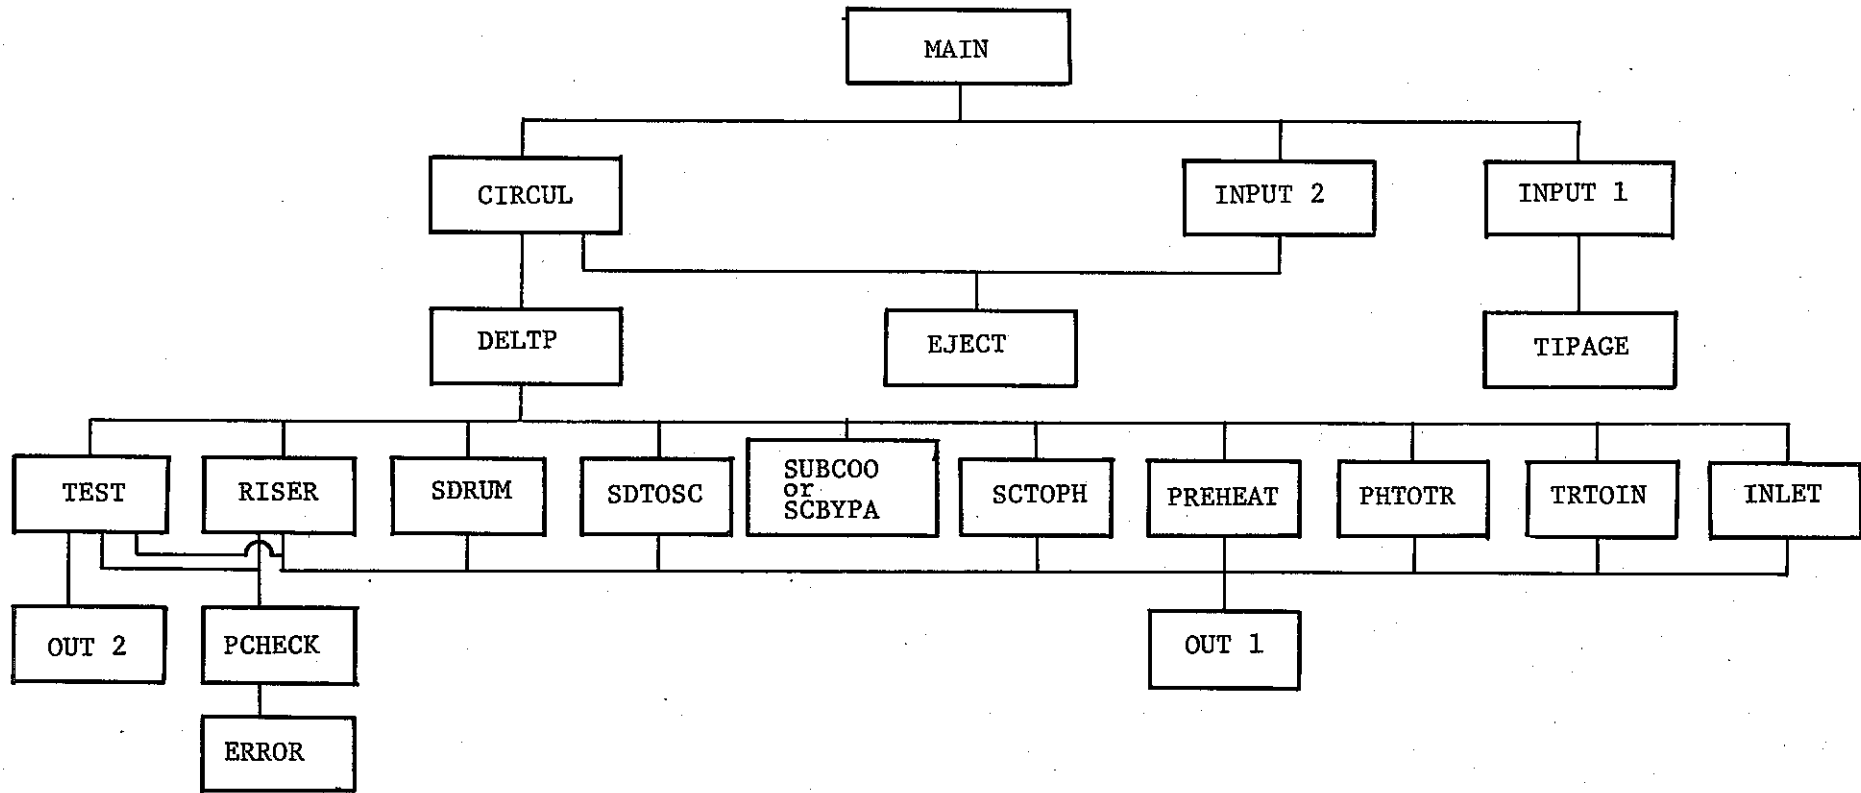 MAIN
CIRCUL
INPUT 2
INPUT 1
DELTP
EJECT
TIPAGE
TEST
RISER
SDRUM
SDTOSC
SUBCOO
or
SCBYPA
SCTOPH
PREHEAT
PHTOTR
TRTOIN
INLET
OUT 2
PCHECK
OUT 1
ERROR